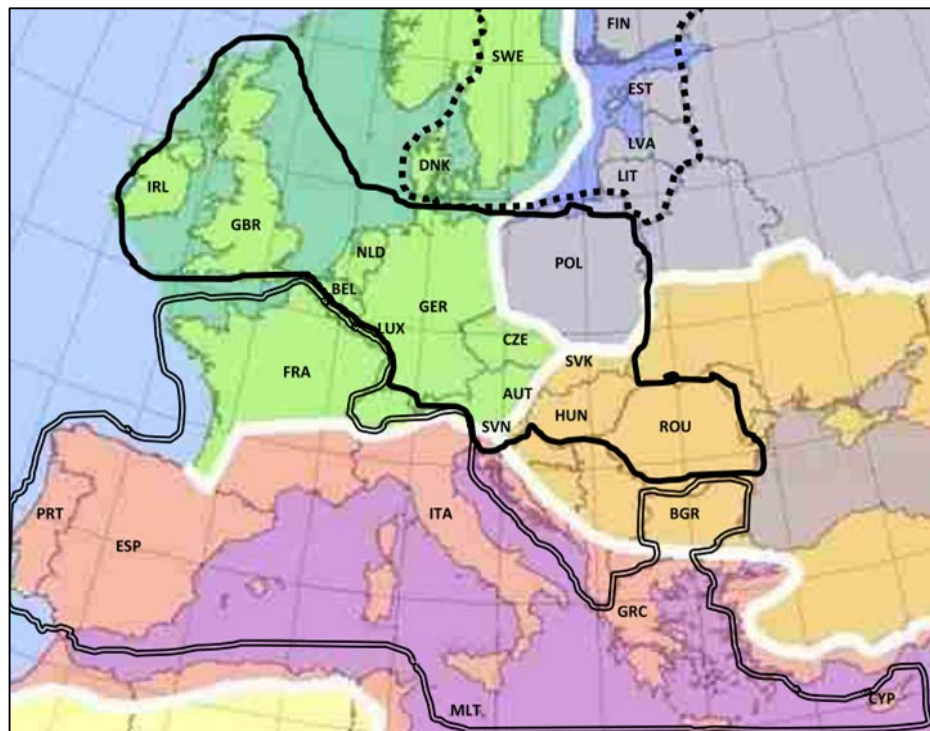 FIN
SWE
EST
LVA
DNK
LIT
IRL
GBR
NLD
POL
BEL
GER
LUX
CZE
SVK
FRA
AUT
HUN
SVN
ROU
PRT
ITA
BGR
ESP
GRC
CYP
MLT